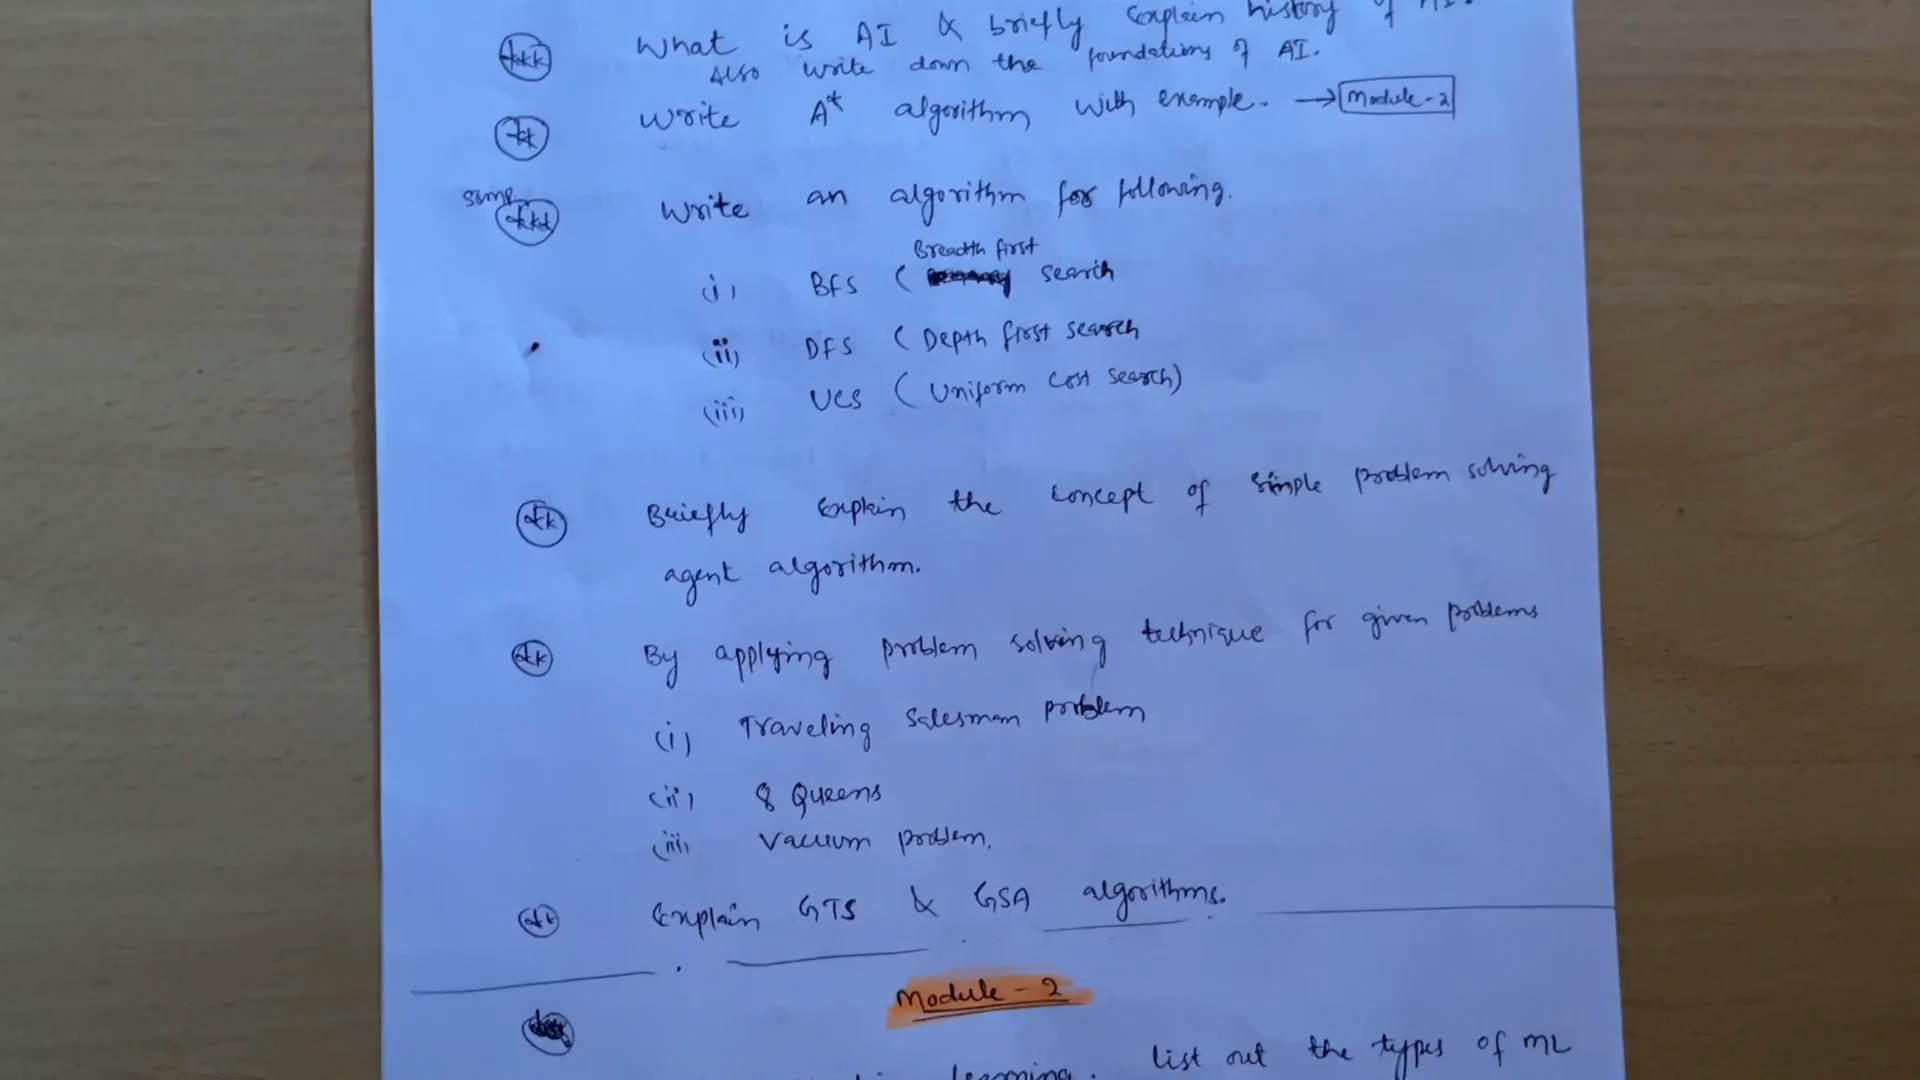 *** What is AI & briefly explain history of AI.
Also write down the foundations of AI.
** Write A* algorithm with example. → Module-2
simp
*** Write an algorithm for following.
Breadth first
(i) BFS ( search
(ii) DFS ( Depth first search
(iii) UCS ( Uniform cost search)
** Briefly explain the concept of simple problem solving
agent algorithm.
** By applying problem solving technique for given problems
(i) Traveling salesman problem
(ii) 8 Queens
(iii) Vacuum problem.
** Explain GTS & GSA algorithms.
Module - 2
learning. list out the types of ML